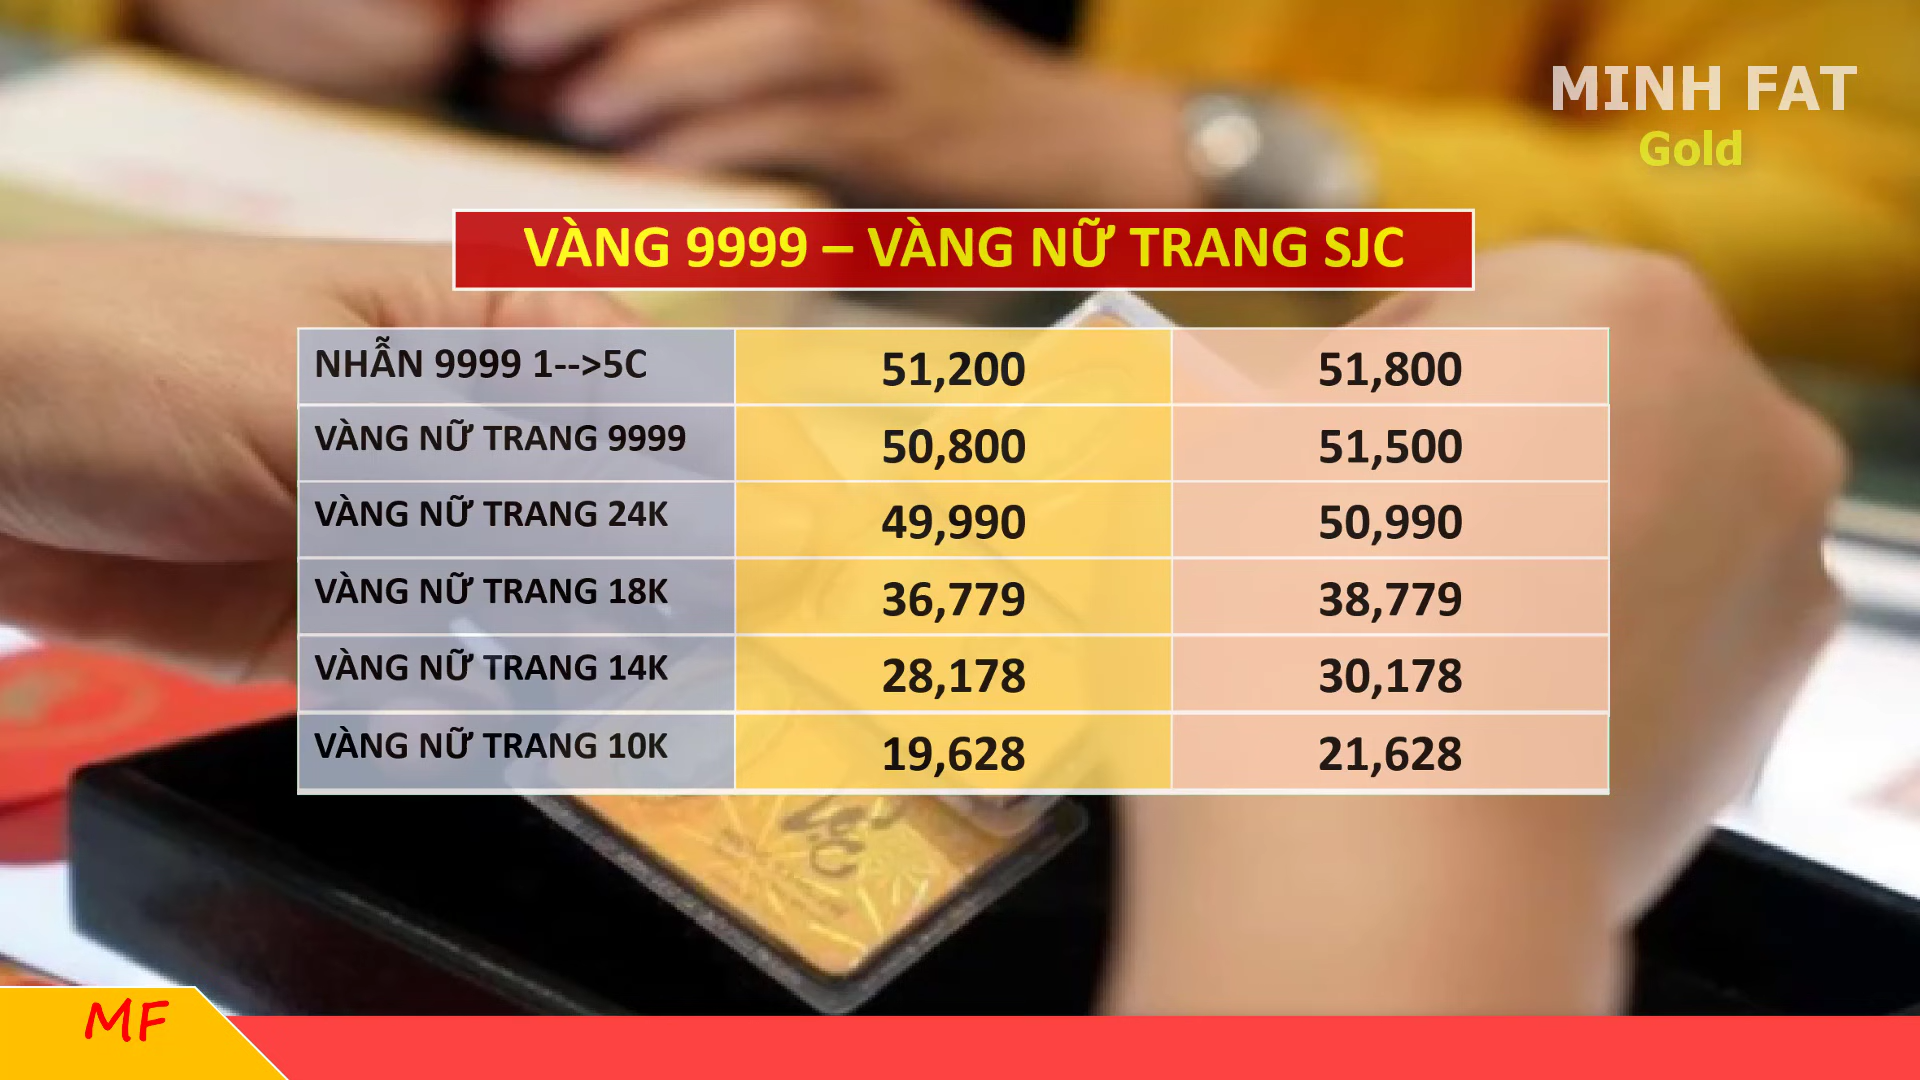 MINH FAT
Gold
VÀNG 9999 – VÀNG NỮ TRANG SJC
NHẪN 9999 1-->5C 51,200 51,800
VÀNG NỮ TRANG 9999 50,800 51,500
VÀNG NỮ TRANG 24K 49,990 50,990
VÀNG NỮ TRANG 18K 36,779 38,779
VÀNG NỮ TRANG 14K 28,178 30,178
VÀNG NỮ TRANG 10K 19,628 21,628
MF